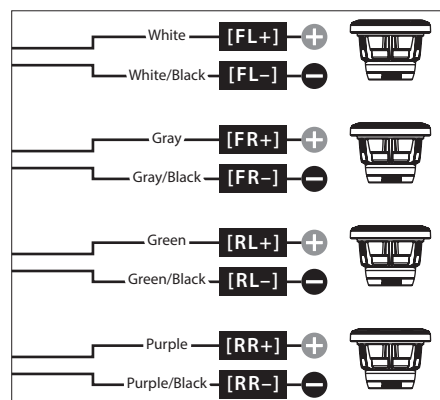 White [FL+] +
White/Black [FL–] –
Gray [FR+] +
Gray/Black [FR–] –
Green [RL+] +
Green/Black [RL–] –
Purple [RR+] +
Purple/Black [RR–] –